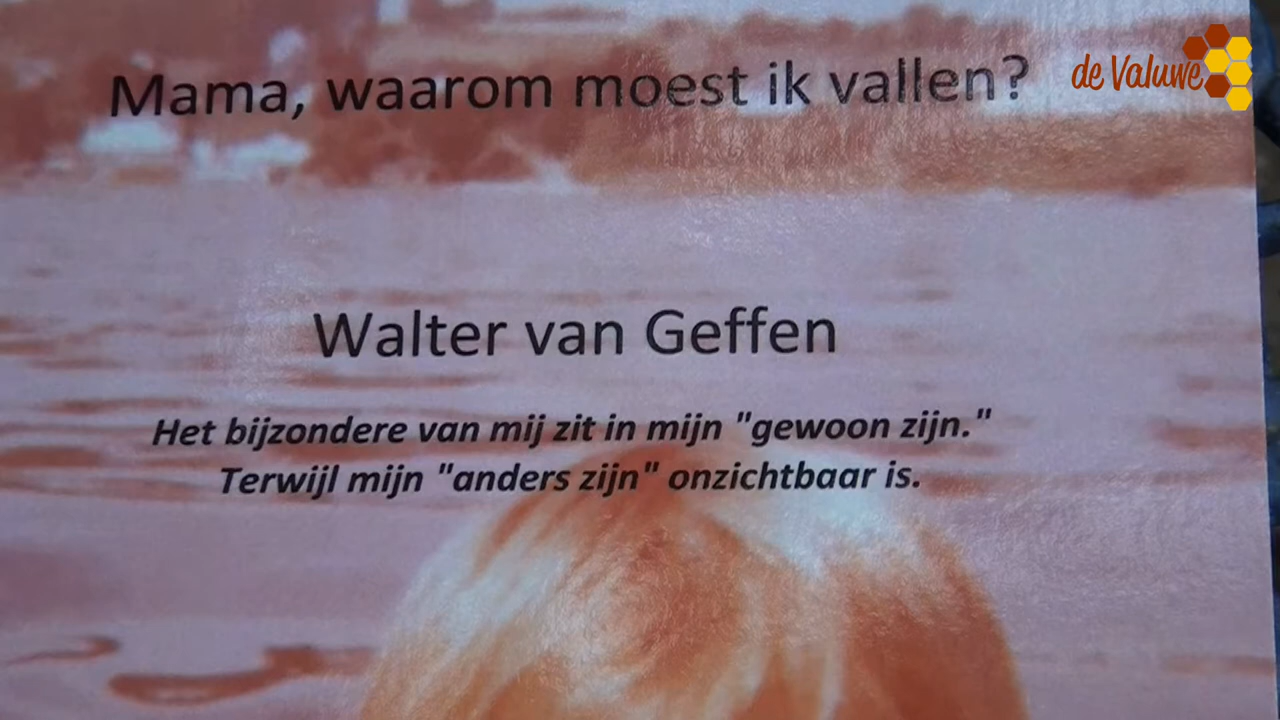 Mama, waarom moest ik vallen?
de Valuwe
Walter van Geffen
Het bijzondere van mij zit in mijn "gewoon zijn."
Terwijl mijn "anders zijn" onzichtbaar is.